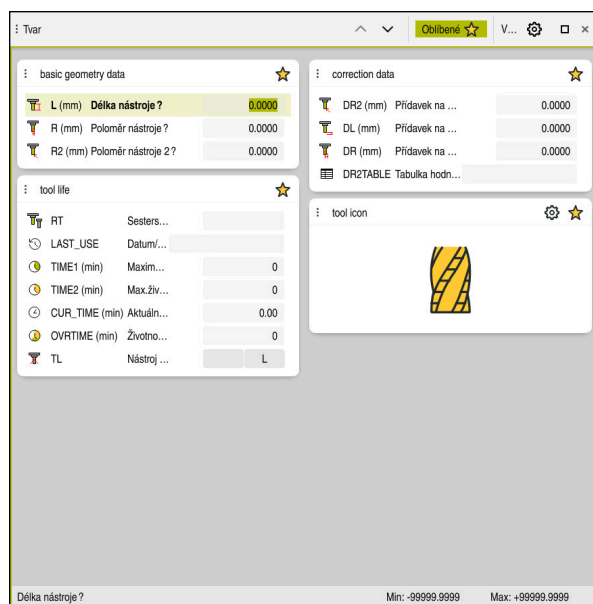 Tvar
Oblíbené
V...
basic geometry data
L (mm) Délka nástroje? 0.0000
R (mm) Poloměr nástroje? 0.0000
R2 (mm) Poloměr nástroje 2? 0.0000
tool life
RT Sesters...
LAST_USE Datum/...
TIME1 (min) Maxim... 0
TIME2 (min) Max.živ... 0
CUR_TIME (min) Aktuáln... 0.00
OVRTIME (min) Životno... 0
TL Nástroj ... L
correction data
DR2 (mm) Přídavek na ... 0.0000
DL (mm) Přídavek na ... 0.0000
DR (mm) Přídavek na ... 0.0000
DR2TABLE Tabulka hodn...
tool icon
Délka nástroje? Min: -99999.9999 Max: +99999.9999